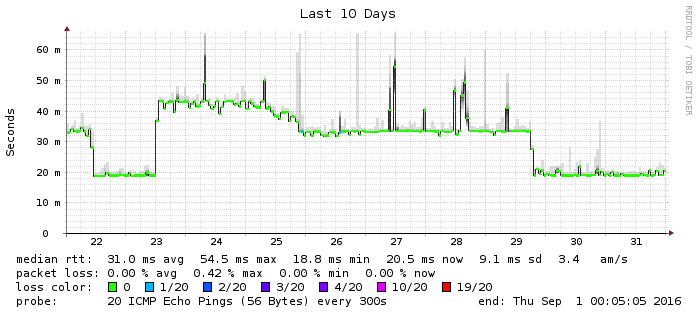 Last 10 Days
RRDTOOL / TOBI OETIKER
Seconds
60 m
50 m
40 m
30 m
20 m
10 m
0
22 23 24 25 26 27 28 29 30 31
median rtt: 31.0 ms avg 54.5 ms max 18.8 ms min 20.5 ms now 9.1 ms sd 3.4 am/s
packet loss: 0.00 % avg 0.42 % max 0.00 % min 0.00 % now
loss color: 0 1/20 2/20 3/20 4/20 10/20 19/20
probe: 20 ICMP Echo Pings (56 Bytes) every 300s end: Thu Sep 1 00:05:05 2016